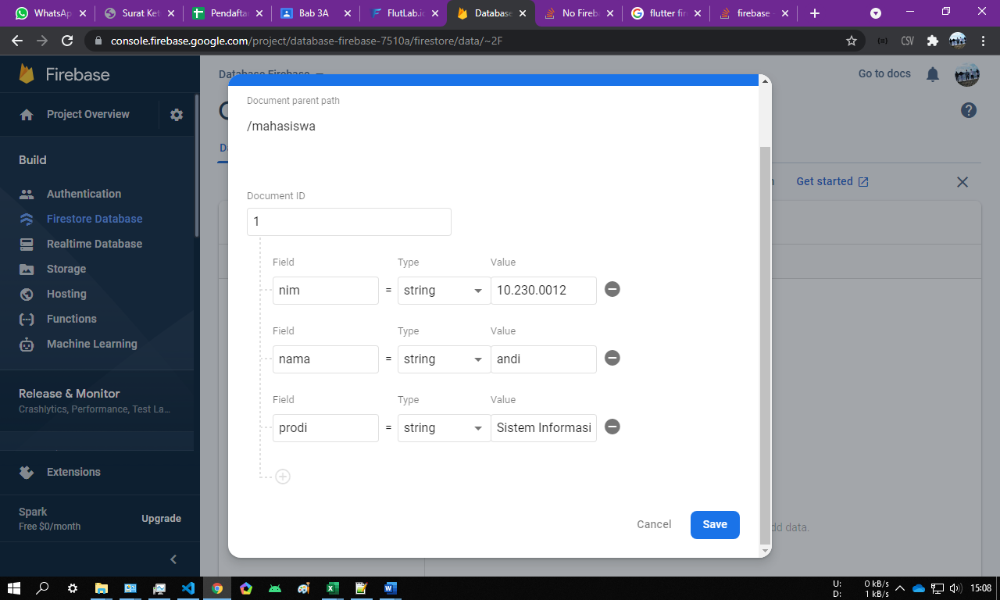 WhatsAp
Surat Ket
Pendafta
Bab 3A
FlutLab.i
Database
No Fireba
flutter fir
firebase -
console.firebase.google.com/project/database-firebase-7510a/firestore/data/~2F
CSV
Firebase
Database Firebase
Go to docs
Project Overview
Build
Authentication
Firestore Database
Realtime Database
Storage
Hosting
Functions
Machine Learning
Release & Monitor
Crashlytics, Performance, Test La...
Extensions
Spark
Free $0/month
Upgrade
Get started
Document parent path
/mahasiswa
Document ID
1
Field Type Value
nim = string 10.230.0012
Field Type Value
nama = string andi
Field Type Value
prodi = string Sistem Informasi
Cancel Save
dd data.
U: 0 kB/s
D: 1 kB/s
15:08